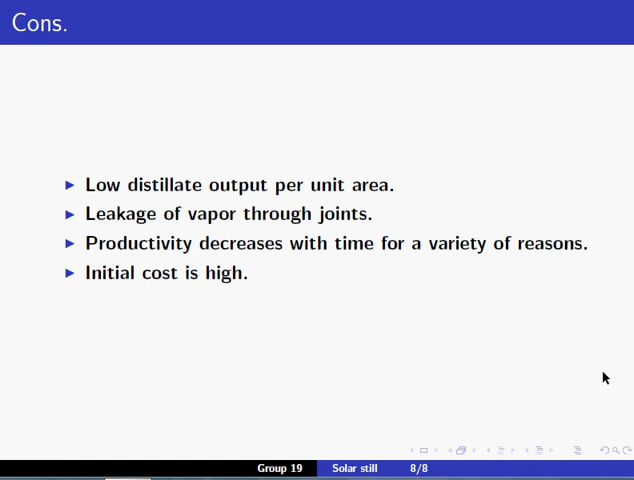 Cons.
Low distillate output per unit area.
Leakage of vapor through joints.
Productivity decreases with time for a variety of reasons.
Initial cost is high.
Group 19 Solar still 8/8